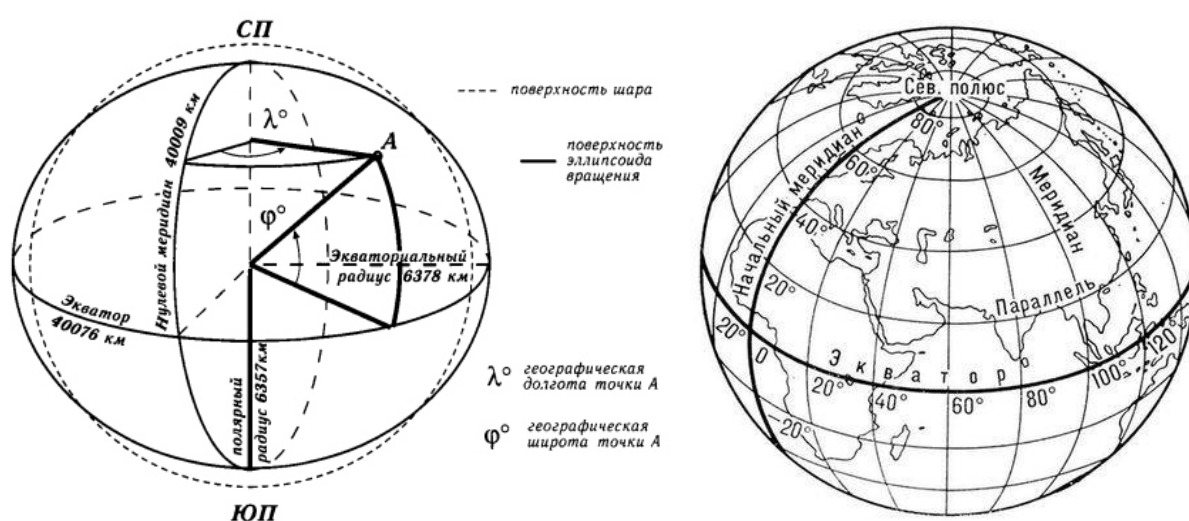 СП
поверхность шара
поверхность
эллипсоида
вращения
λ°
A
φ°
Нулевой меридиан 40009 км
Экваториальный
радиус 6378 км
Экватор
40076 км
полярный
радиус 6357км
λ° географическая
долгота точки А
φ° географическая
широта точки А
ЮП
Сев. полюс
80°
60°
40°
20°
Начальный меридиан
Меридиан
Параллель
Экватор
20°
0
20°
40°
60°
80°
100°
120°
20°